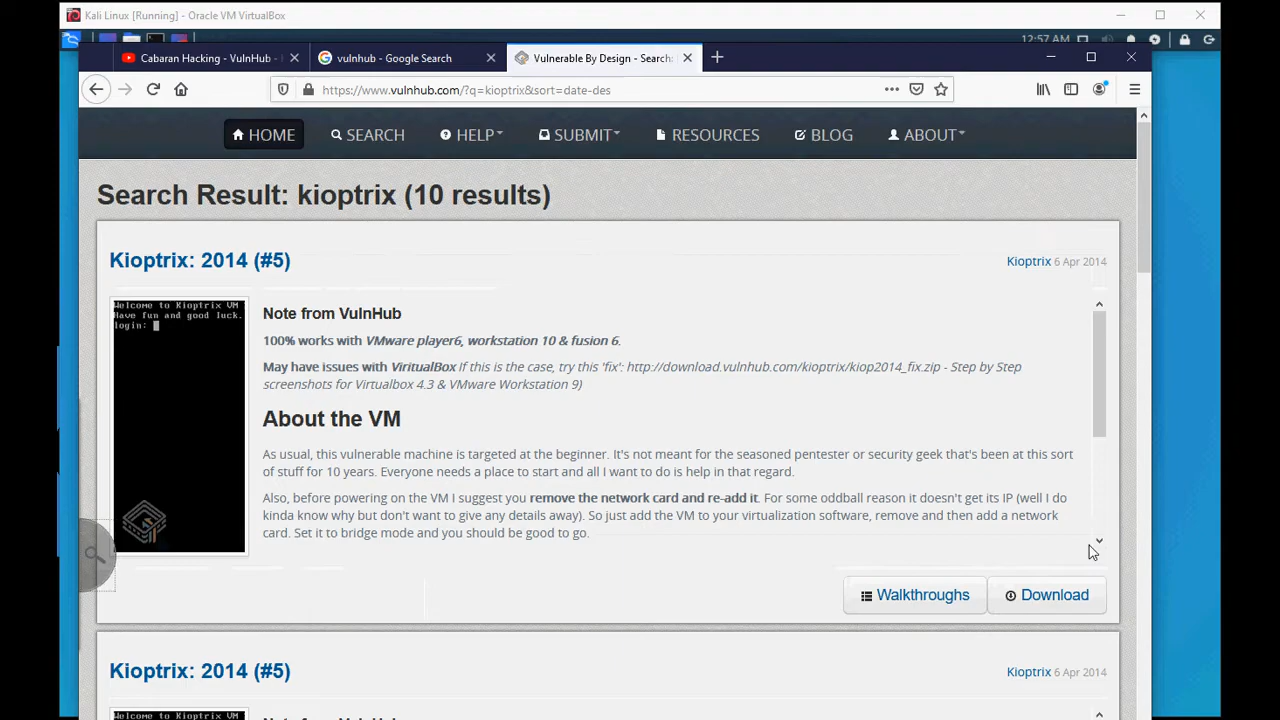 Kali Linux [Running] - Oracle VM VirtualBox
12:57 AM
Cabaran Hacking - VulnHub -
vulnhub - Google Search
Vulnerable By Design - Search:
https://www.vulnhub.com/?q=kioptrix&sort=date-des
HOME
SEARCH
HELP
SUBMIT
RESOURCES
BLOG
ABOUT
Search Result: kioptrix (10 results)
Kioptrix: 2014 (#5)
Kioptrix 6 Apr 2014
Welcome to Kioptrix VM
Have fun and good luck.
login:
Note from VulnHub
100% works with VMware player6, workstation 10 & fusion 6.
May have issues with ViritualBox If this is the case, try this 'fix': http://download.vulnhub.com/kioptrix/kiop2014_fix.zip - Step by Step
screenshots for Virtualbox 4.3 & VMware Workstation 9)
About the VM
As usual, this vulnerable machine is targeted at the beginner. It's not meant for the seasoned pentester or security geek that's been at this sort
of stuff for 10 years. Everyone needs a place to start and all I want to do is help in that regard.
Also, before powering on the VM I suggest you remove the network card and re-add it. For some oddball reason it doesn't get its IP (well I do
kinda know why but don't want to give any details away). So just add the VM to your virtualization software, remove and then add a network
card. Set it to bridge mode and you should be good to go.
Walkthroughs
Download
Kioptrix: 2014 (#5)
Kioptrix 6 Apr 2014
Welcome to Kioptrix VM